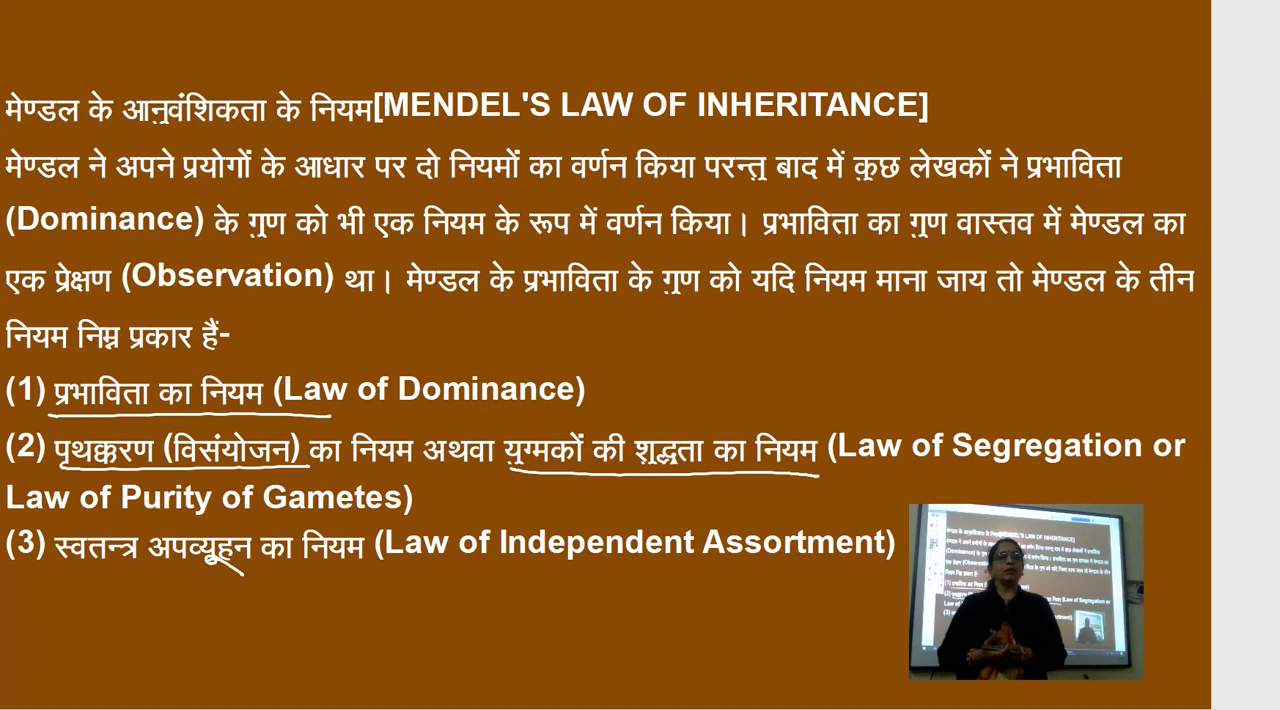 मेण्डल के आनुवंशिकता के नियम[MENDEL'S LAW OF INHERITANCE]
मेण्डल ने अपने प्रयोगों के आधार पर दो नियमों का वर्णन किया परन्तु बाद में कुछ लेखकों ने प्रभाविता
(Dominance) के गुण को भी एक नियम के रूप में वर्णन किया। प्रभाविता का गुण वास्तव में मेण्डल का
एक प्रेक्षण (Observation) था। मेण्डल के प्रभाविता के गुण को यदि नियम माना जाय तो मेण्डल के तीन
नियम निम्न प्रकार हैं-
(1) प्रभाविता का नियम (Law of Dominance)
(2) पृथक्करण (विसंयोजन) का नियम अथवा युग्मकों की शुद्धता का नियम (Law of Segregation or
Law of Purity of Gametes)
(3) स्वतन्त्र अपव्यूहन का नियम (Law of Independent Assortment)